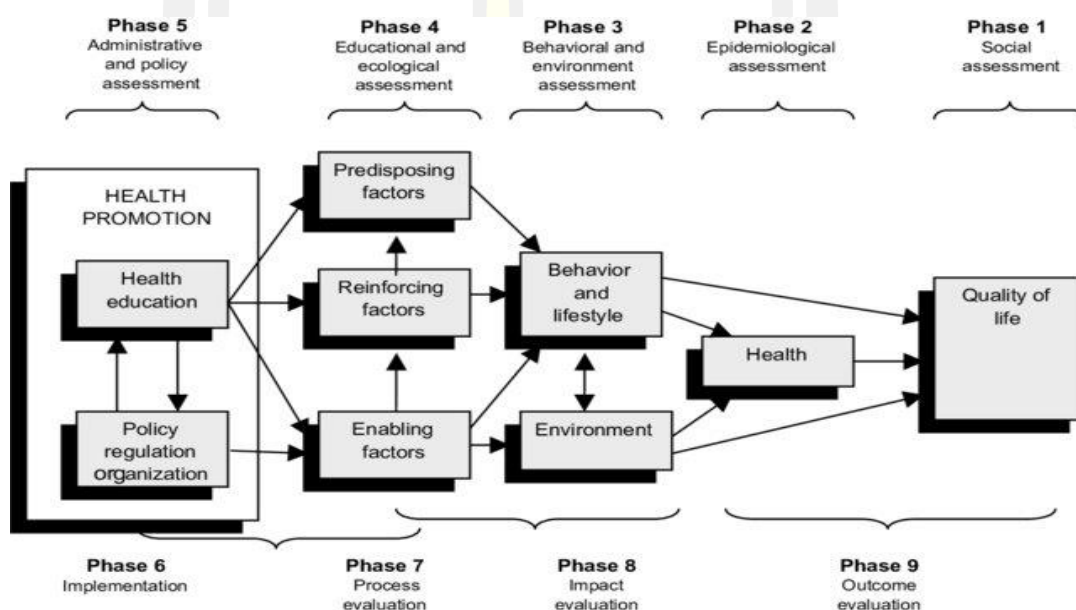 Phase 5
Administrative
and policy
assessment
Phase 4
Educational and
ecological
assessment
Phase 3
Behavioral and
environment
assessment
Phase 2
Epidemiological
assessment
Phase 1
Social
assessment
HEALTH
PROMOTION
Health
education
Policy
regulation
organization
Predisposing
factors
Reinforcing
factors
Enabling
factors
Behavior
and
lifestyle
Environment
Health
Quality of
life
Phase 6
Implementation
Phase 7
Process
evaluation
Phase 8
Impact
evaluation
Phase 9
Outcome
evaluation